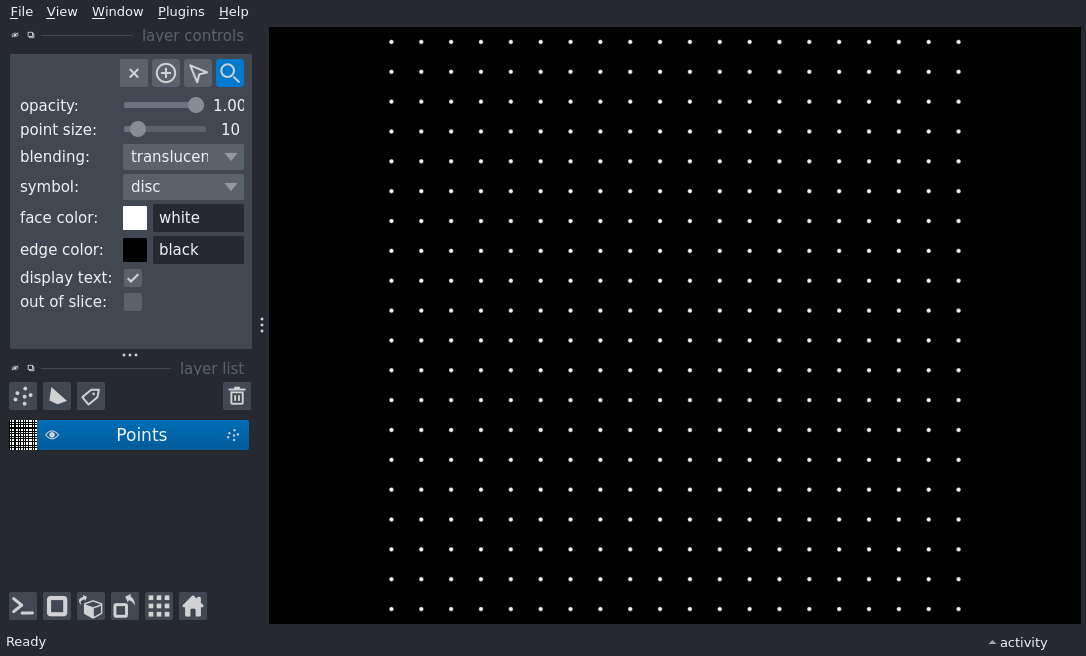 File View Window Plugins Help
layer controls
opacity: 1.00
point size: 10
blending: translucen
symbol: disc
face color: white
edge color: black
display text:
out of slice:
layer list
Points
Ready
activity